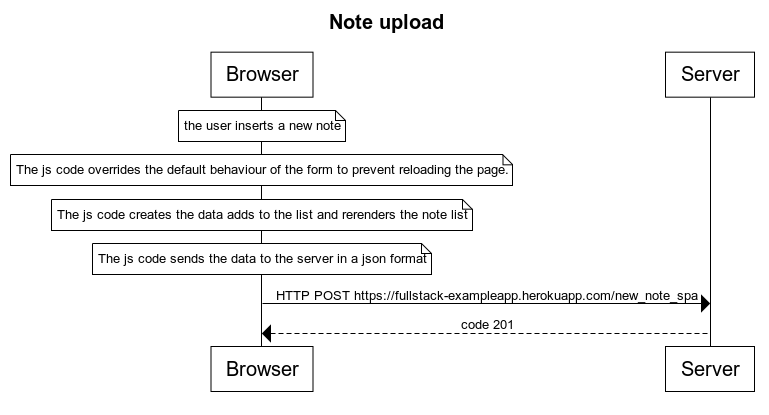 Note upload
Browser
Server
the user inserts a new note
The js code overrides the default behaviour of the form to prevent reloading the page.
The js code creates the data adds to the list and rerenders the note list
The js code sends the data to the server in a json format
HTTP POST https://fullstack-exampleapp.herokuapp.com/new_note_spa
code 201
Browser
Server